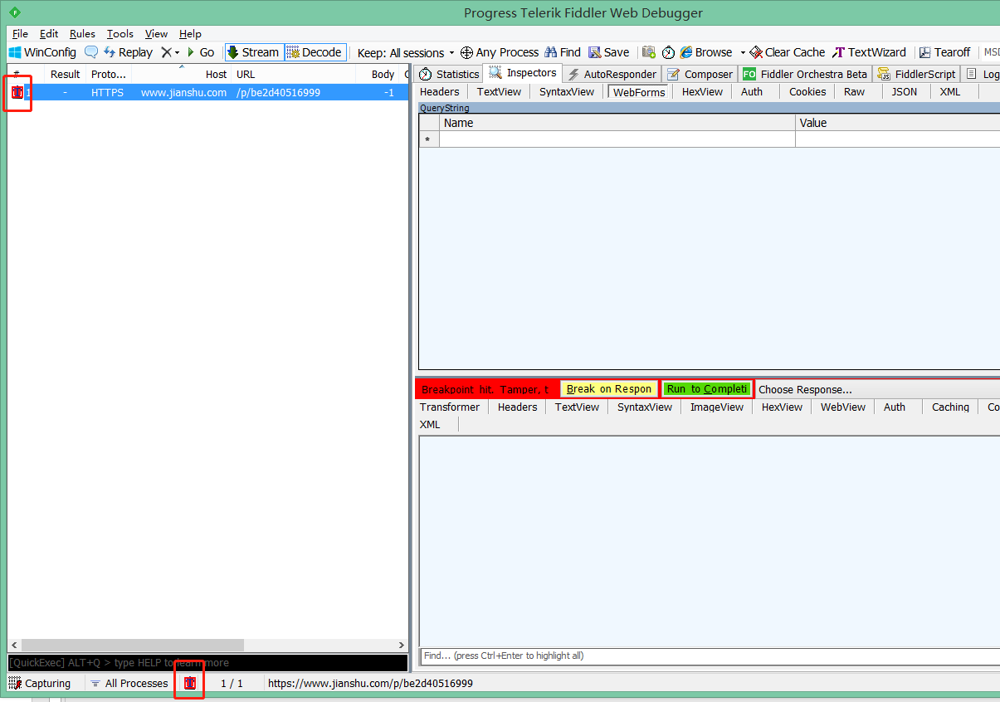 Progress Telerik Fiddler Web Debugger
File Edit Rules Tools View Help
WinConfig Replay Go Stream Decode Keep: All sessions Any Process Find Save Browse Clear Cache TextWizard Tearoff MSD
# Result Proto... Host URL Body C
1 - HTTPS www.jianshu.com /p/be2d40516999 -1
Statistics Inspectors AutoResponder Composer FO Fiddler Orchestra Beta FiddlerScript Log
Headers TextView SyntaxView WebForms HexView Auth Cookies Raw JSON XML
QueryString
Name Value
*
Breakpoint hit. Tamper, t Break on Respon Run to Completi Choose Response...
Transformer Headers TextView SyntaxView ImageView HexView WebView Auth Caching Co
XML
Find... (press Ctrl+Enter to highlight all)
[QuickExec] ALT+Q > type HELP to learn more
Capturing All Processes 1 / 1 https://www.jianshu.com/p/be2d40516999